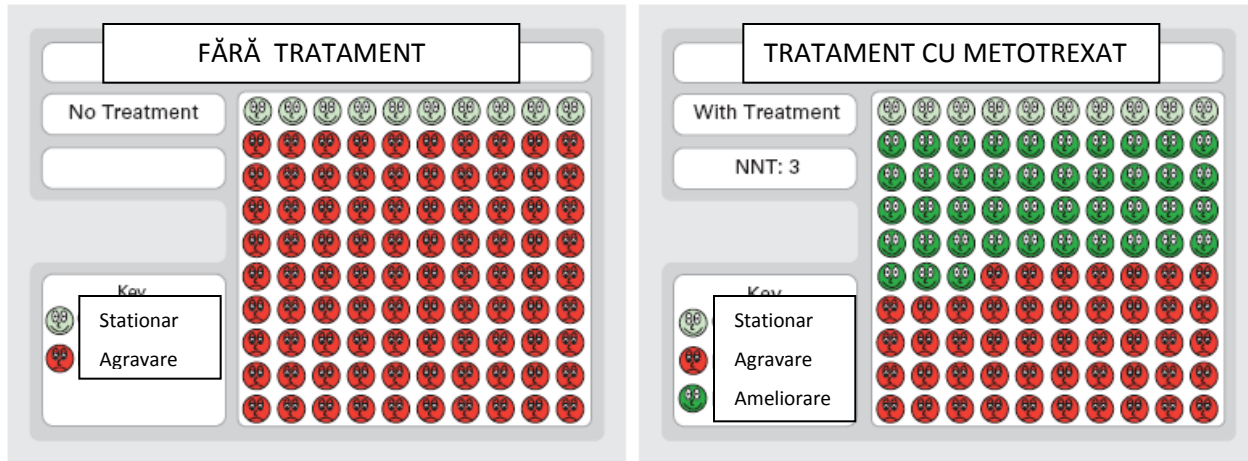 FĂRĂ TRATAMENT
No Treatment
Key
Stationar
Agravare
TRATAMENT CU METOTREXAT
With Treatment
NNT: 3
Key
Stationar
Agravare
Ameliorare